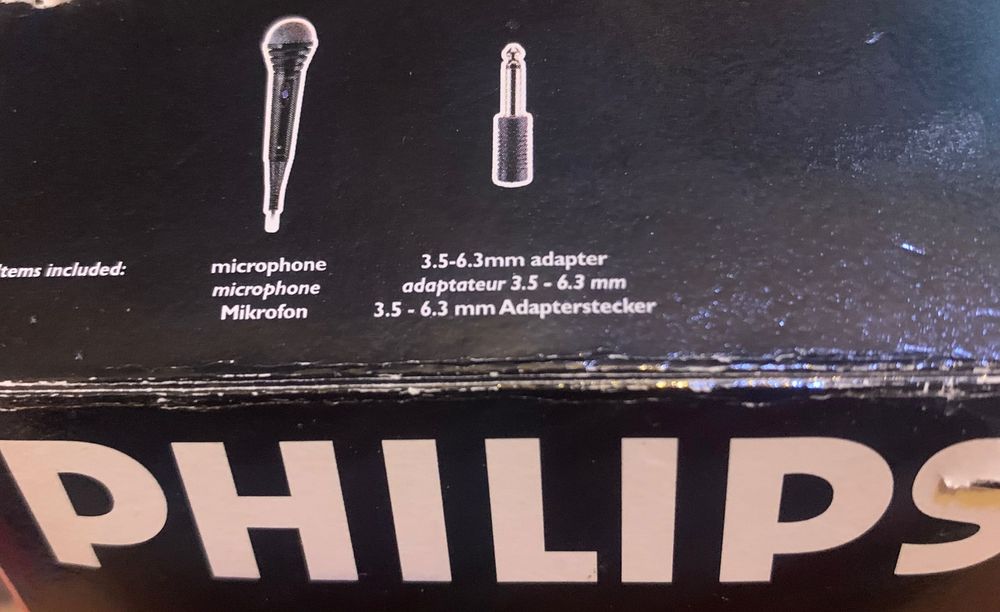 Items included:
microphone
microphone
Mikrofon
3.5-6.3mm adapter
adaptateur 3.5 - 6.3 mm
3.5 - 6.3 mm Adapterstecker
PHILIPS